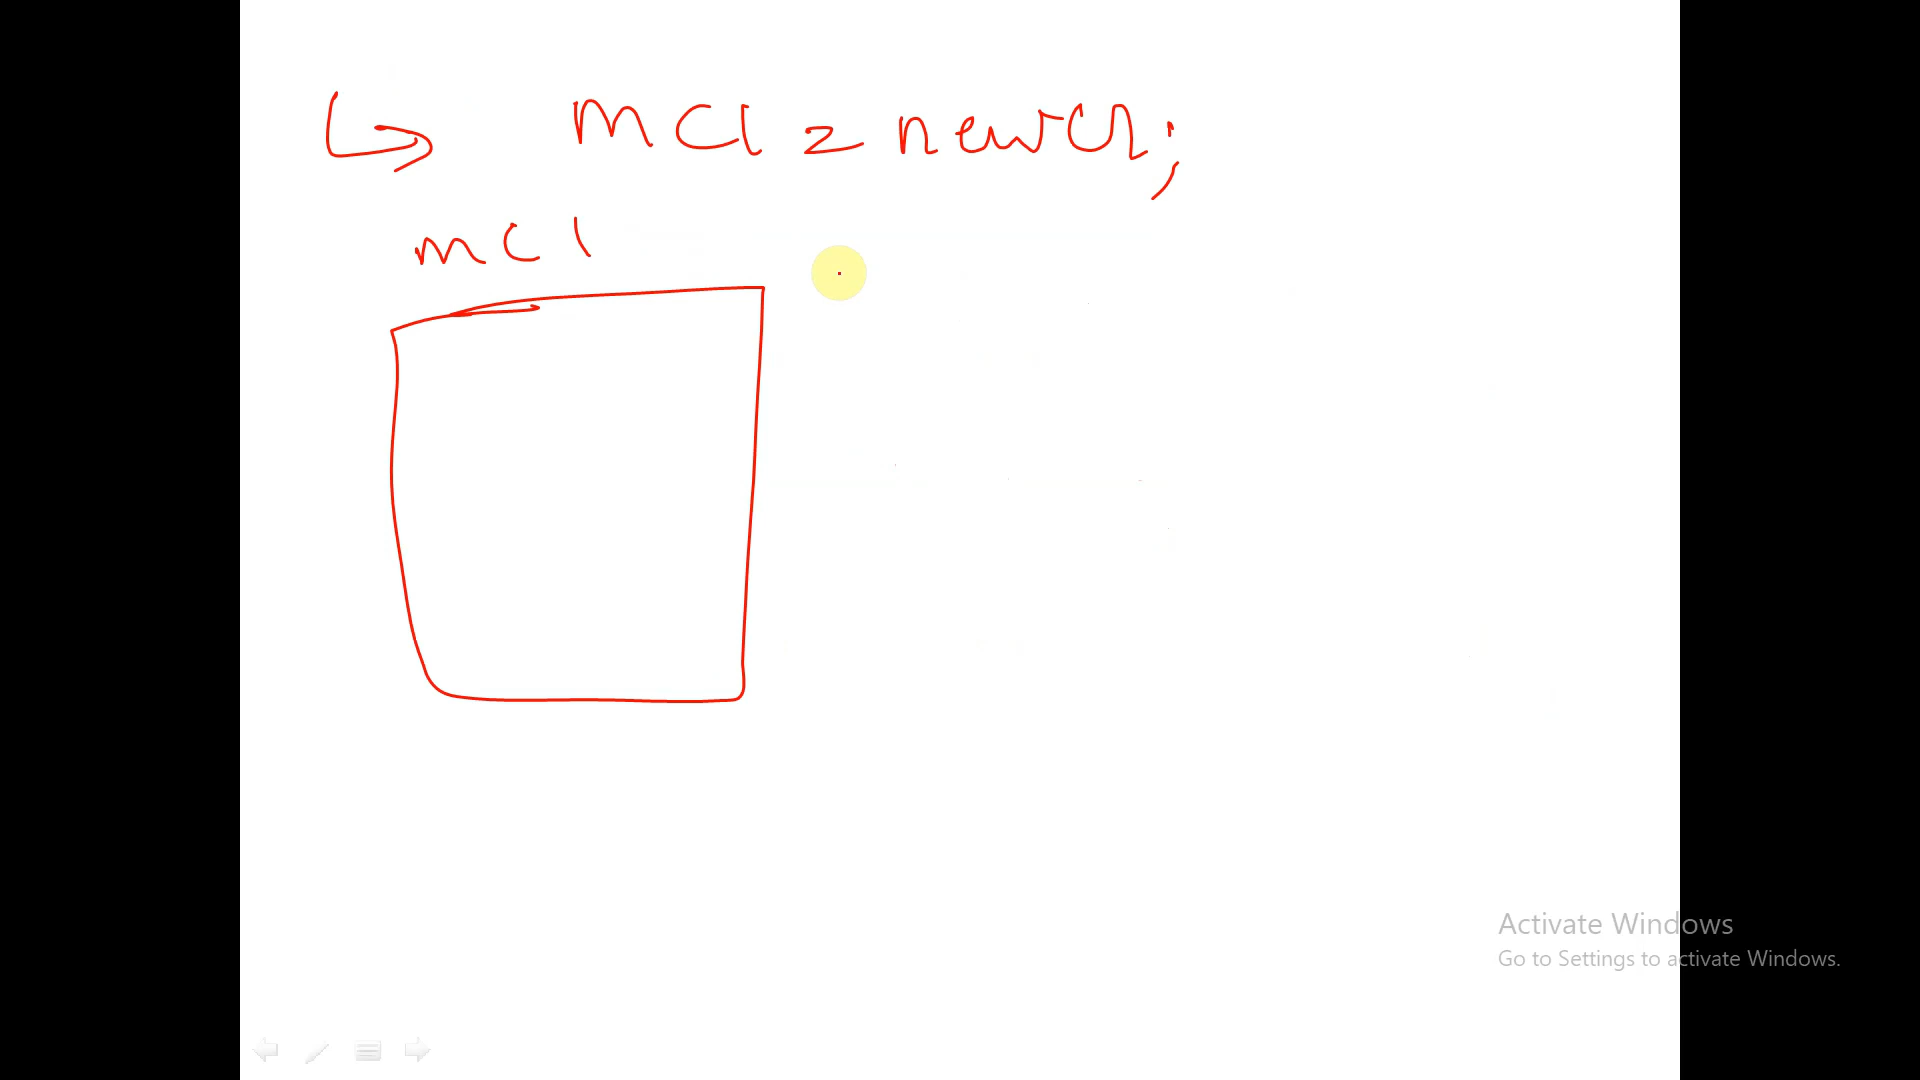 ↳ mcl = new Cl;
mcl
Activate Windows
Go to Settings to activate Windows.